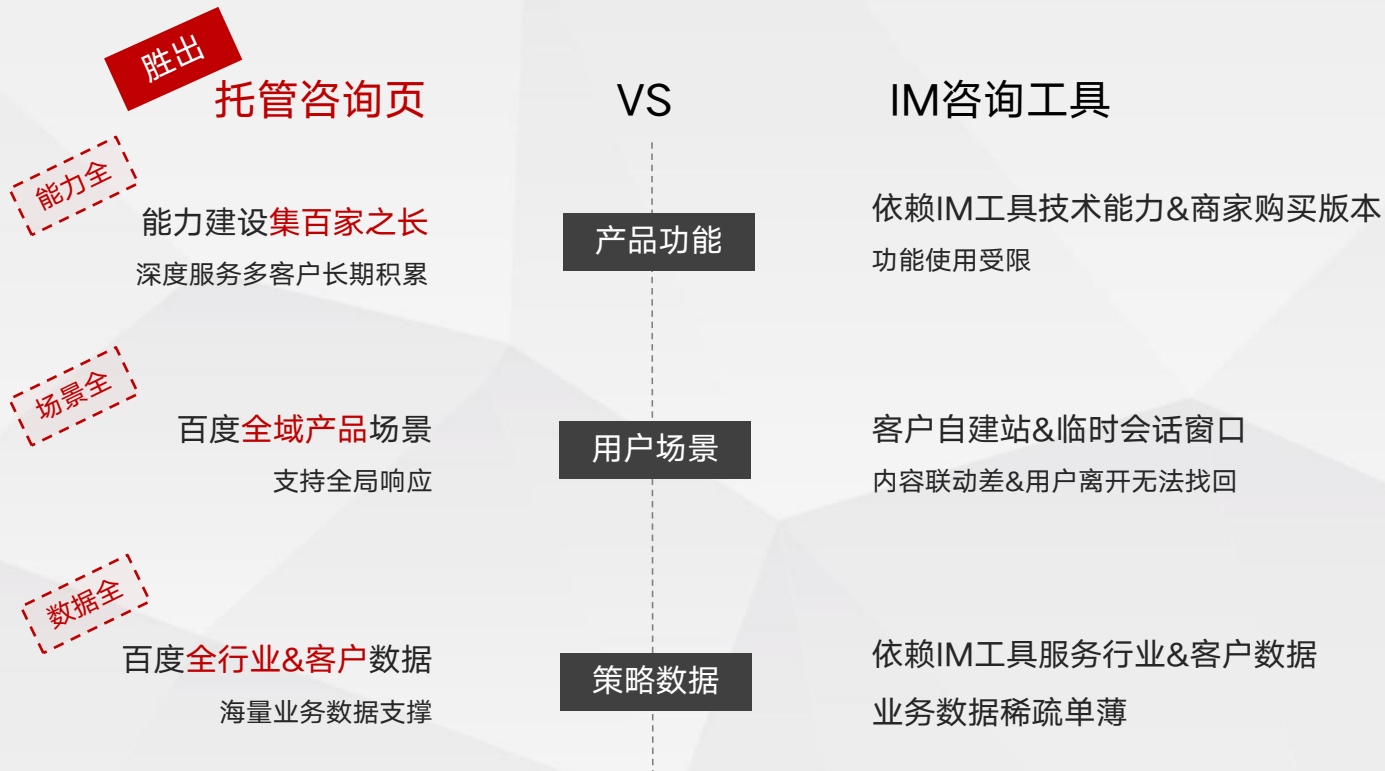 胜出
托管咨询页
VS
IM咨询工具
能力全
能力建设集百家之长
深度服务多客户长期积累
产品功能
依赖IM工具技术能力&商家购买版本
功能使用受限
场景全
百度全域产品场景
支持全局响应
用户场景
客户自建站&临时会话窗口
内容联动差&用户离开无法找回
数据全
百度全行业&客户数据
海量业务数据支撑
策略数据
依赖IM工具服务行业&客户数据
业务数据稀疏单薄